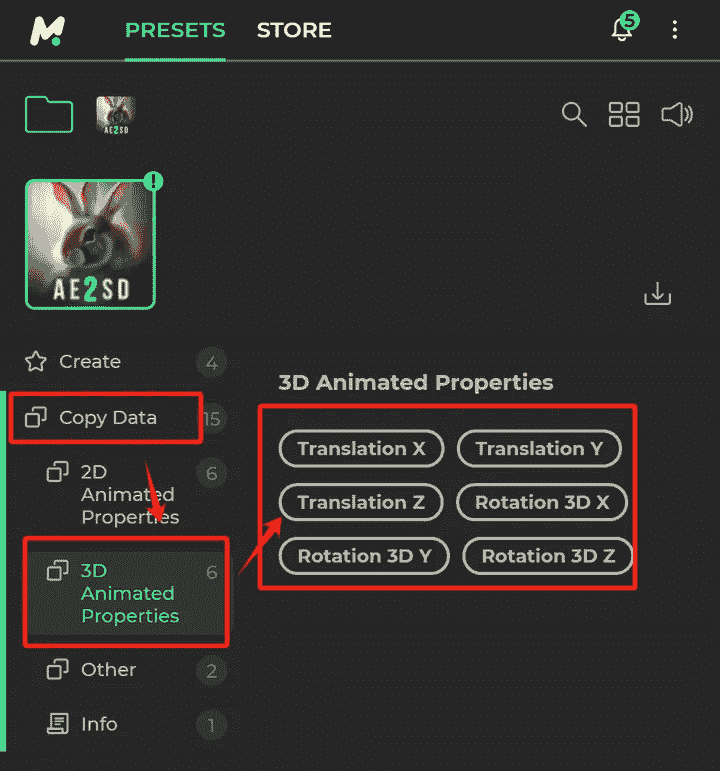 PRESETS STORE 5
AE2SD
!
AE2SD
Create 4
3D Animated Properties
Copy Data 15
Translation X Translation Y
2D 6
Animated
Properties
Translation Z Rotation 3D X
Rotation 3D Y Rotation 3D Z
3D 6
Animated
Properties
Other 2
Info 1